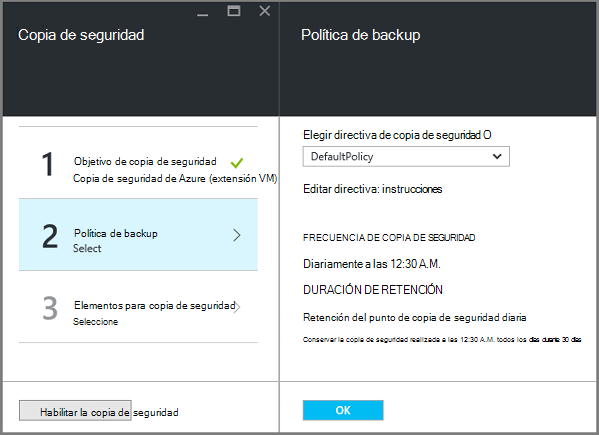 Copia de seguridad
1
Objetivo de copia de seguridad
Copia de seguridad de Azure (extensión VM)
2
Política de backup
Select
3
Elementos para copia de seguridad
Seleccione
Habilitar la copia de seguridad
Política de backup
Elegir directiva de copia de seguridad O
DefaultPolicy
Editar directiva: instrucciones
FRECUENCIA DE COPIA DE SEGURIDAD
Diariamente a las 12:30 A.M.
DURACIÓN DE RETENCIÓN
Retención del punto de copia de seguridad diaria
Conservar la copia de seguridad realizada a las 12:30 A.M. todos los días durante 30 días
OK